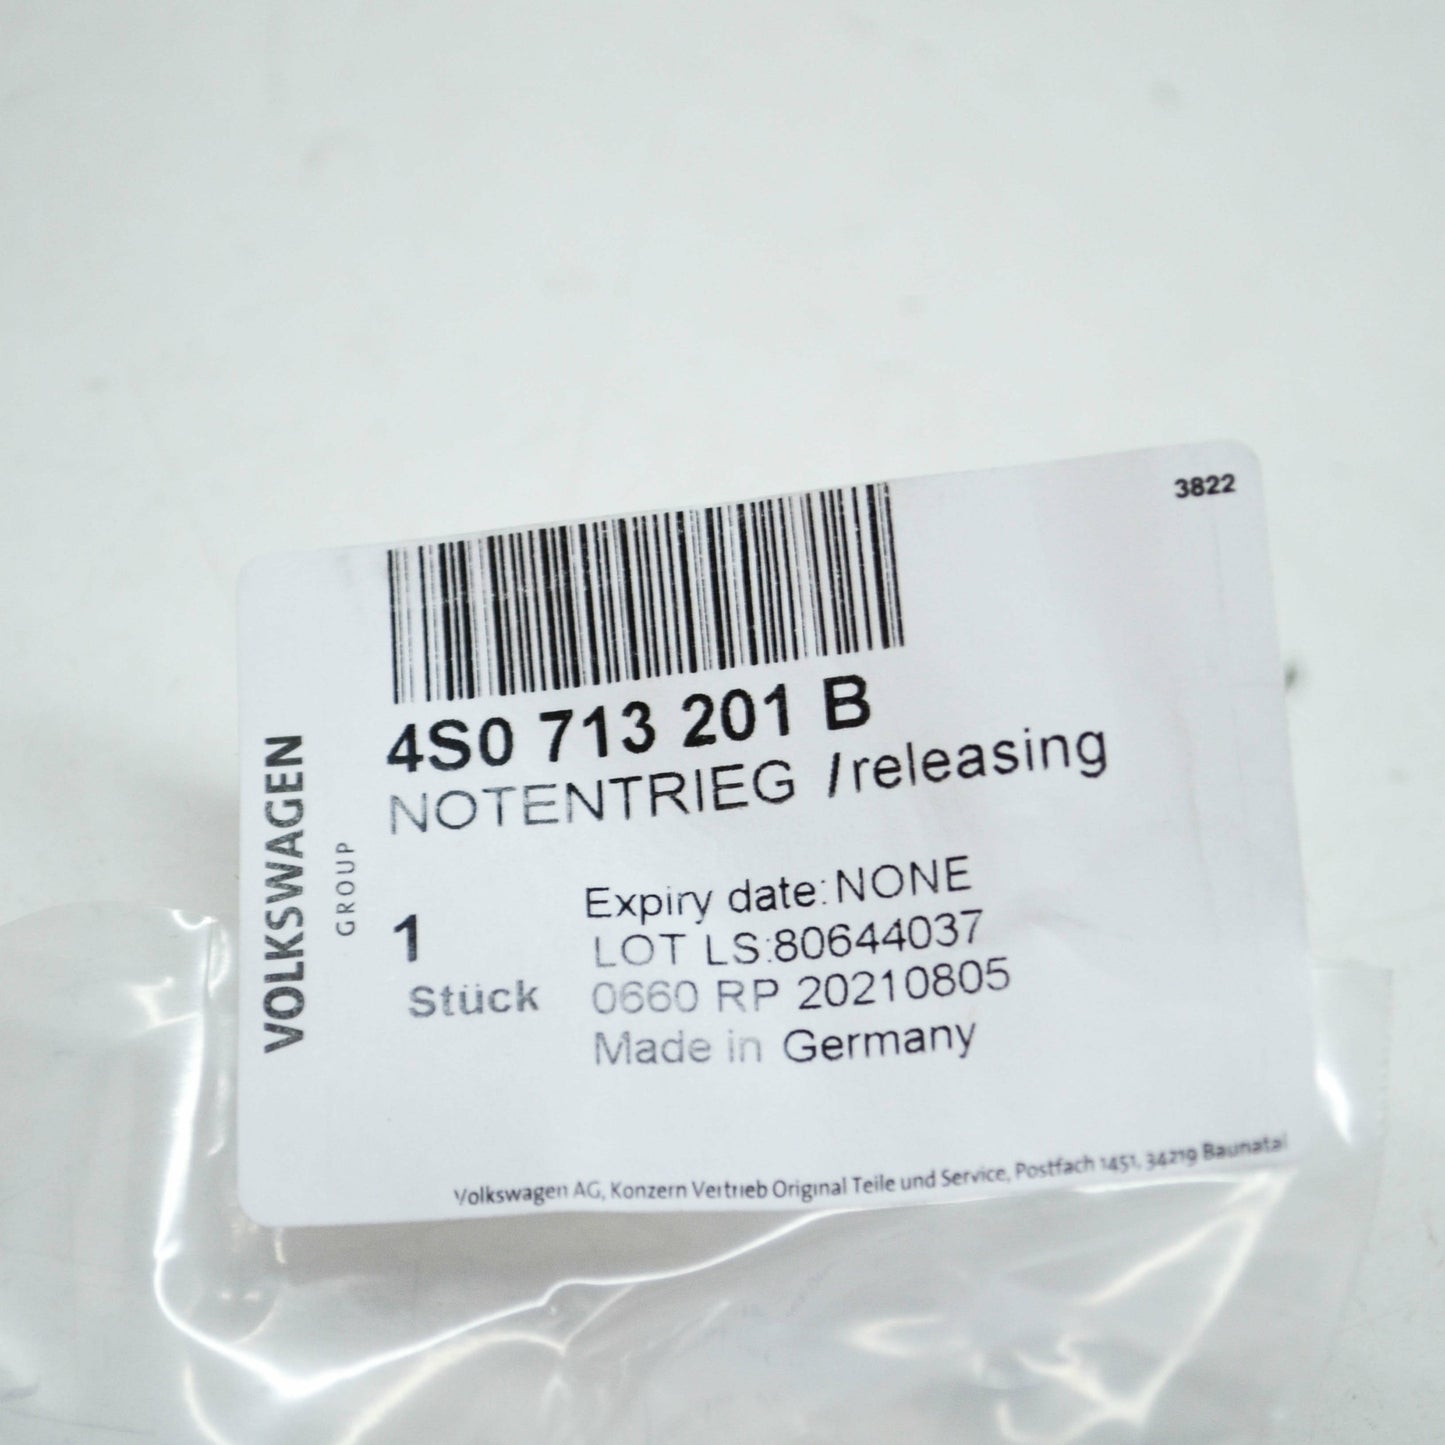 3822
4S0 713 201 B
NOTENTRIEG /releasing
VOLKSWAGEN
GROUP
1
Stück
Expiry date:NONE
LOT LS:80644037
0660 RP 20210805
Made in Germany
Volkswagen AG, Konzern Vertrieb Original Teile und Service, Postfach 1451, 34219 Baunatal